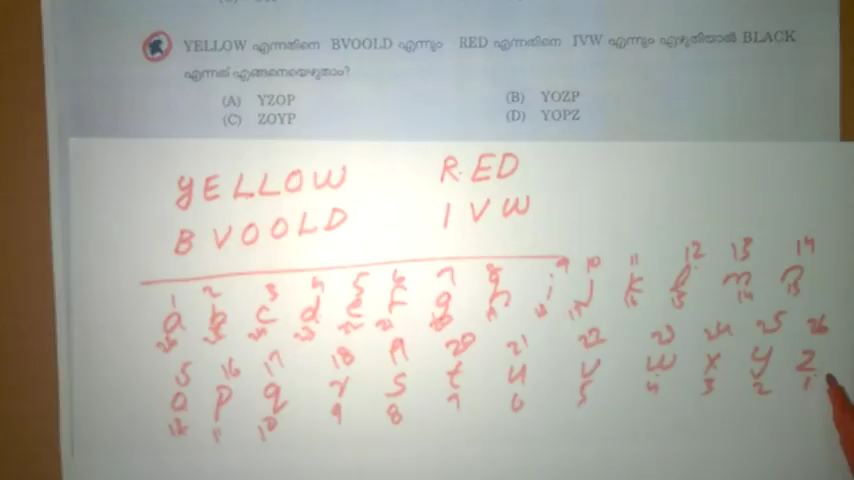 YELLOW എന്നതിനെ BVOOLD എന്നും RED എന്നതിനെ IVW എന്നും എഴുതിയാൽ BLACK
എന്നത് എങ്ങനെയെഴുതാം?
(A) YZOP (B) YOZP
(C) ZOYP (D) YOPZ
YELLOW RED
BVOOLD IVW
1 2 3 4 5 6 7 8 9 10 11 12 13 14
a b c d e f g h i j k l m n
16 17 18 19 20 21 22 23 24 25 26
o p q r s t u v w x y z
12 11 10 9 8 7 6 5 4 3 2 1